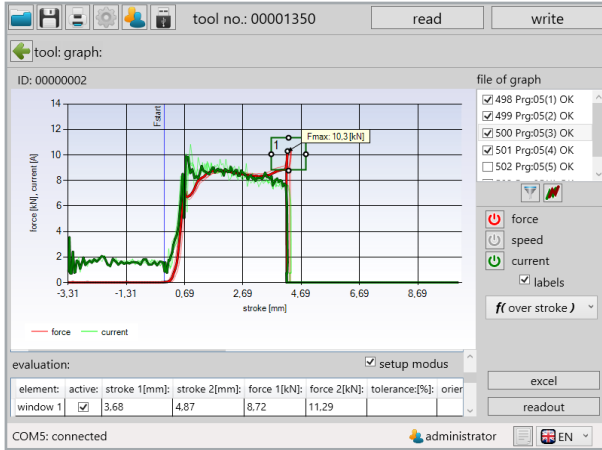 tool no.: 00001350 read write
tool: graph:
ID: 00000002
file of graph
498 Prg:05(1) OK
499 Prg:05(2) OK
500 Prg:05(3) OK
501 Prg:05(4) OK
502 Prg:05(5) OK
force
speed
current
labels
f( over stroke )
force [kN], current [A]
14
12
10
8
6
4
2
0
Fstart
1
Fmax: 10,3 [kN]
-3,31 -1,31 0,69 2,69 4,69 6,69 8,69
stroke [mm]
force current
evaluation:
setup modus
element: active: stroke 1[mm]: stroke 2[mm]: force 1[kN]: force 2[kN]: tolerance:[%]: orier
window 1 3,68 4,87 8,72 11,29
excel
readout
COM5: connected
administrator
EN